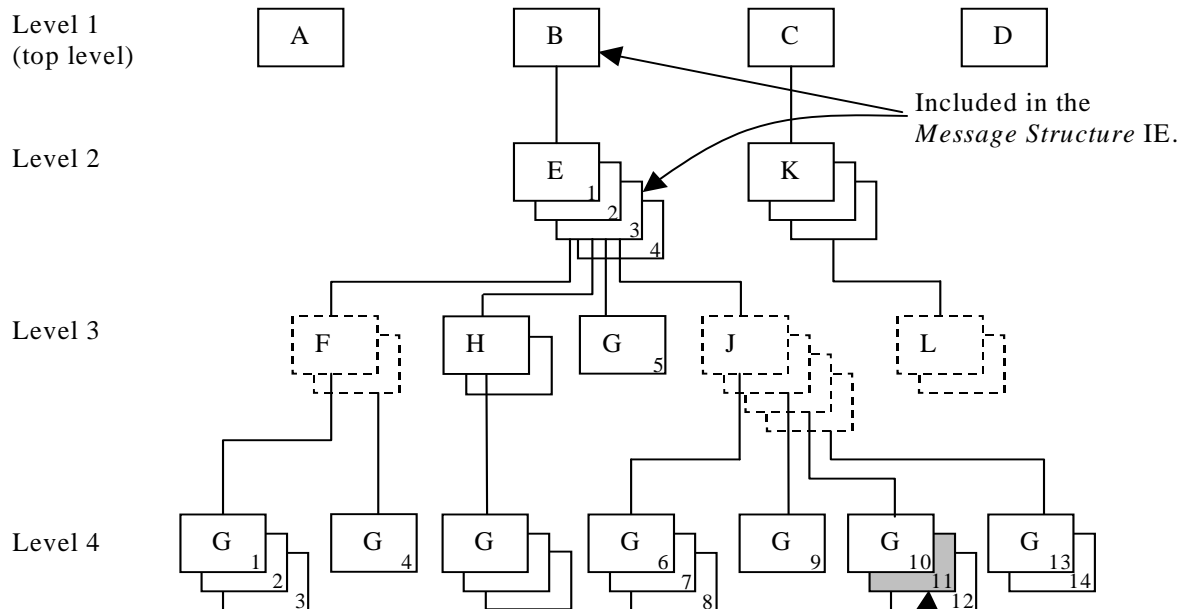 Level 1
(top level)
A
B
C
D
Included in the
Message Structure IE.
Level 2
E
1
2
3
4
K
Level 3
F
H
G
5
J
L
Level 4
G
1
2
3
G
4
G
G
6
7
8
G
9
G
10
11
12
G
13
14